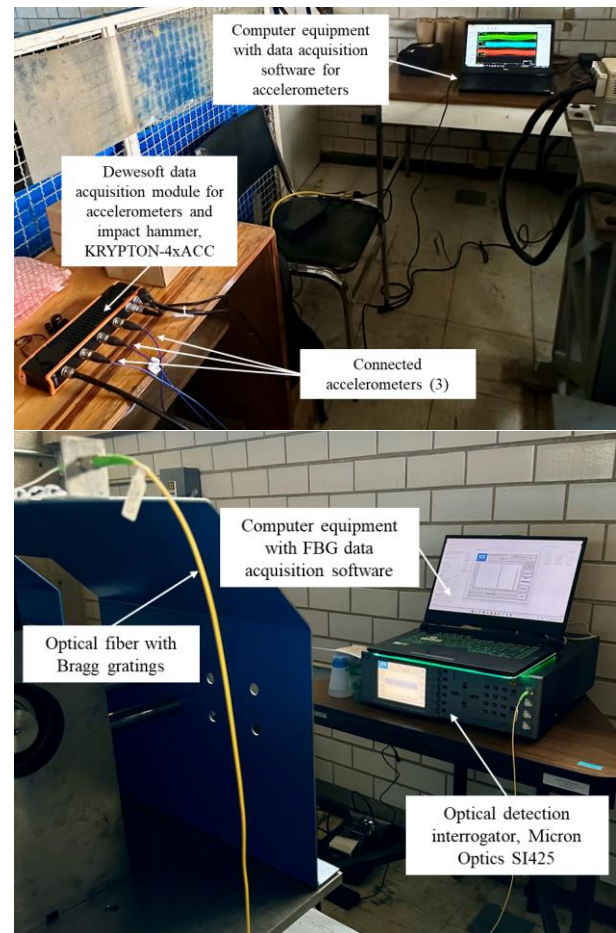 Computer equipment
with data acquisition
software for
accelerometers
Dewesoft data
acquisition module for
accelerometers and
impact hammer,
KRYPTON-4xACC
Connected
accelerometers (3)
Computer equipment
with FBG data
acquisition software
Optical fiber with
Bragg gratings
Optical detection
interrogator, Micron
Optics SI425